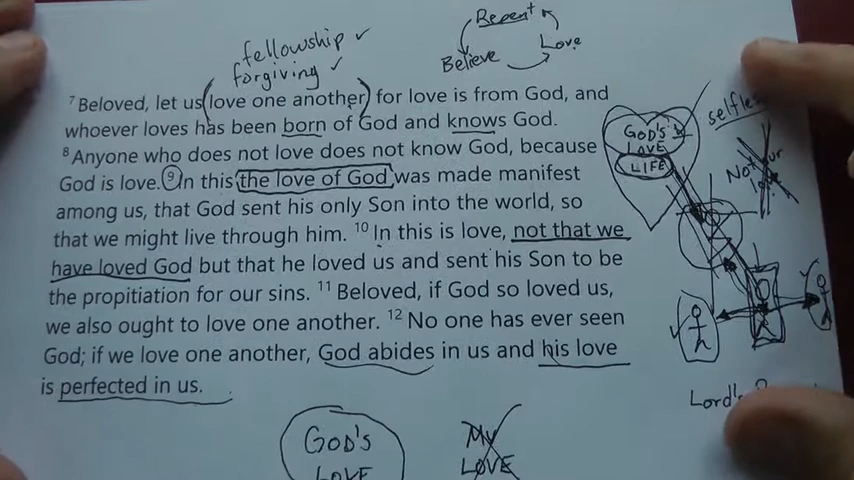 fellowship ✓
forgiving ✓
Repent
Believe
Love
7 Beloved, let us (love one another) for love is from God, and
whoever loves has been born of God and knows God.
8 Anyone who does not love does not know God, because
God is love. 9 In this the love of God was made manifest
among us, that God sent his only Son into the world, so
that we might live through him. 10 In this is love, not that we
have loved God but that he loved us and sent his Son to be
the propitiation for our sins. 11 Beloved, if God so loved us,
we also ought to love one another. 12 No one has ever seen
God; if we love one another, God abides in us and his love
is perfected in us.
GOD'S
LOVE
LIFE
Not our
love
Lord's
GOD'S
LOVE
My
LOVE